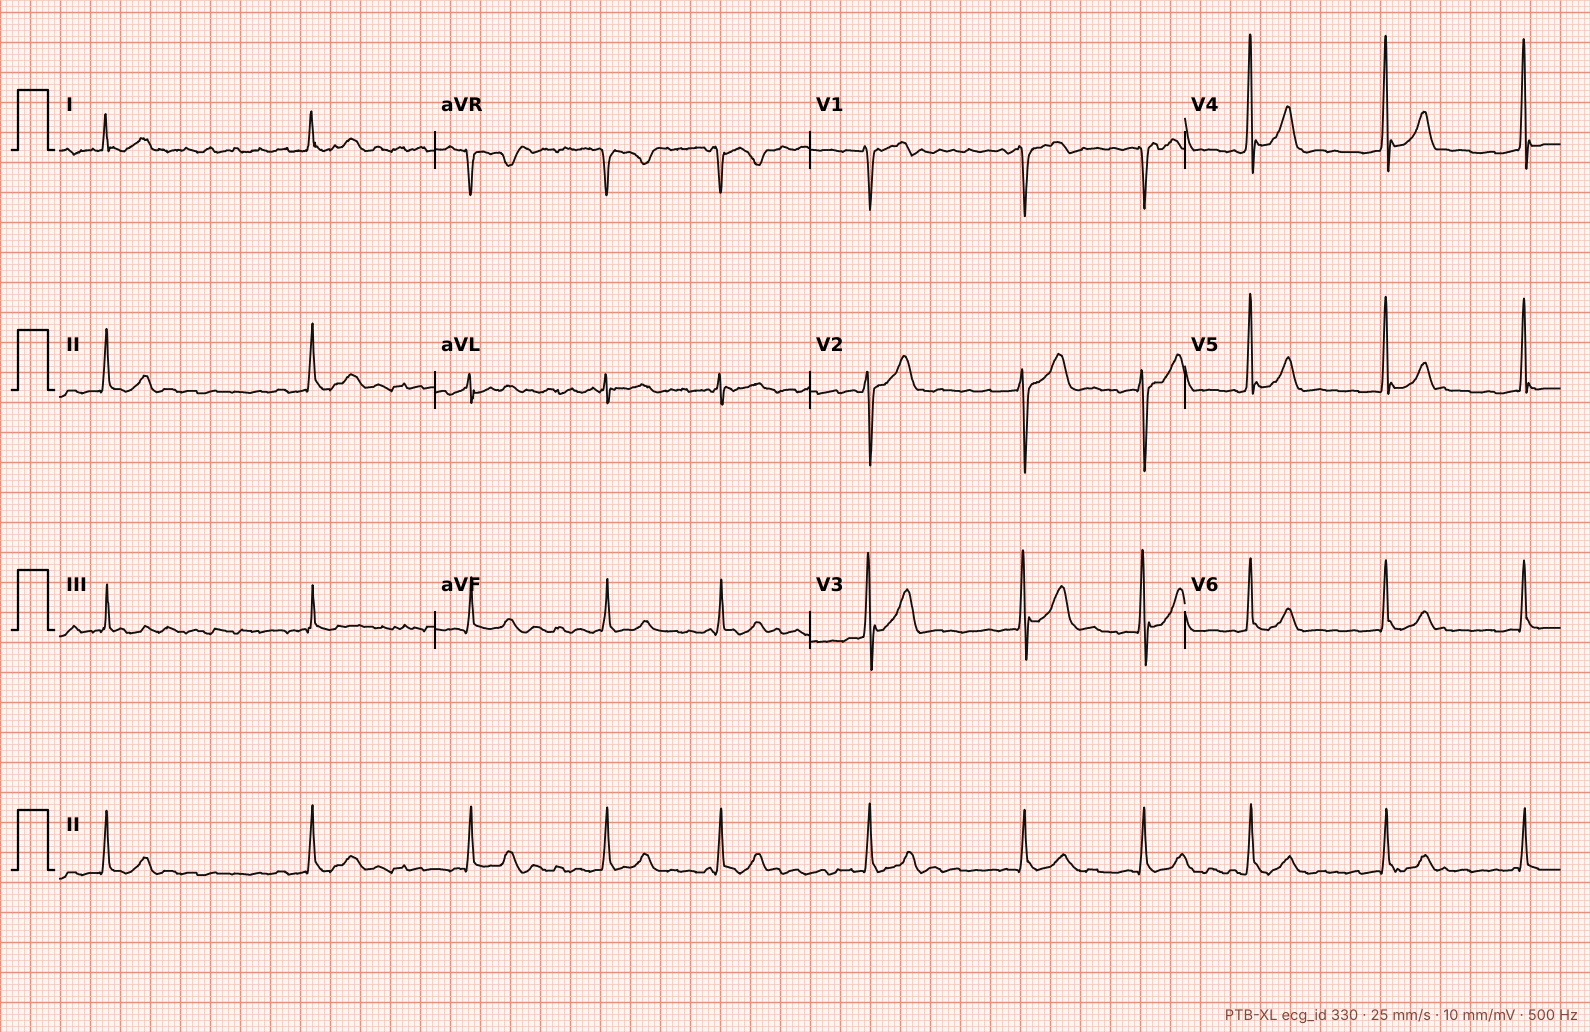 I aVR V1 V4
II aVL V2 V5
III aVF V3 V6
II
PTB-XL ecg_id 330 · 25 mm/s · 10 mm/mV · 500 Hz